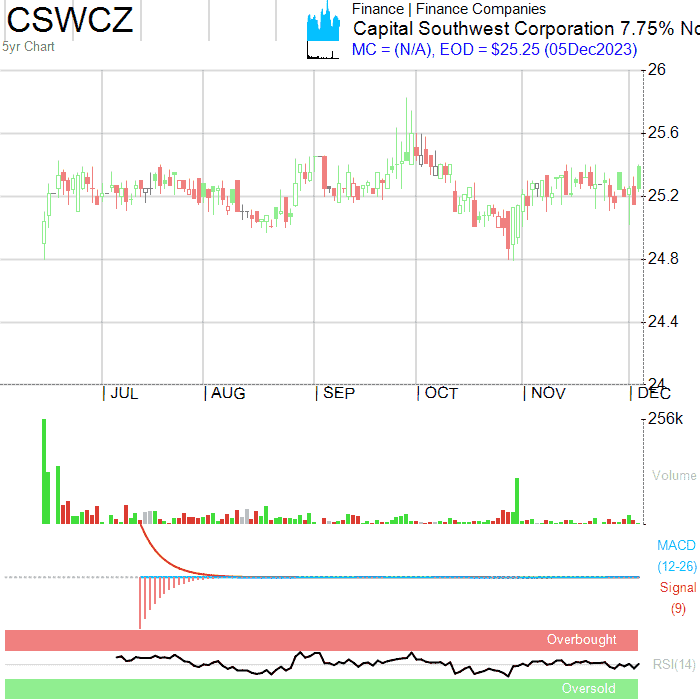 CSWCZ
5yr Chart
Finance | Finance Companies
Capital Southwest Corporation 7.75% No
MC = (N/A), EOD = $25.25 (05Dec2023)
26
25.6
25.2
24.8
24.4
24
| JUL | AUG | SEP | OCT | NOV | DEC
256k
Volume
MACD
(12-26)
Signal
(9)
Overbought
RSI(14)
Oversold